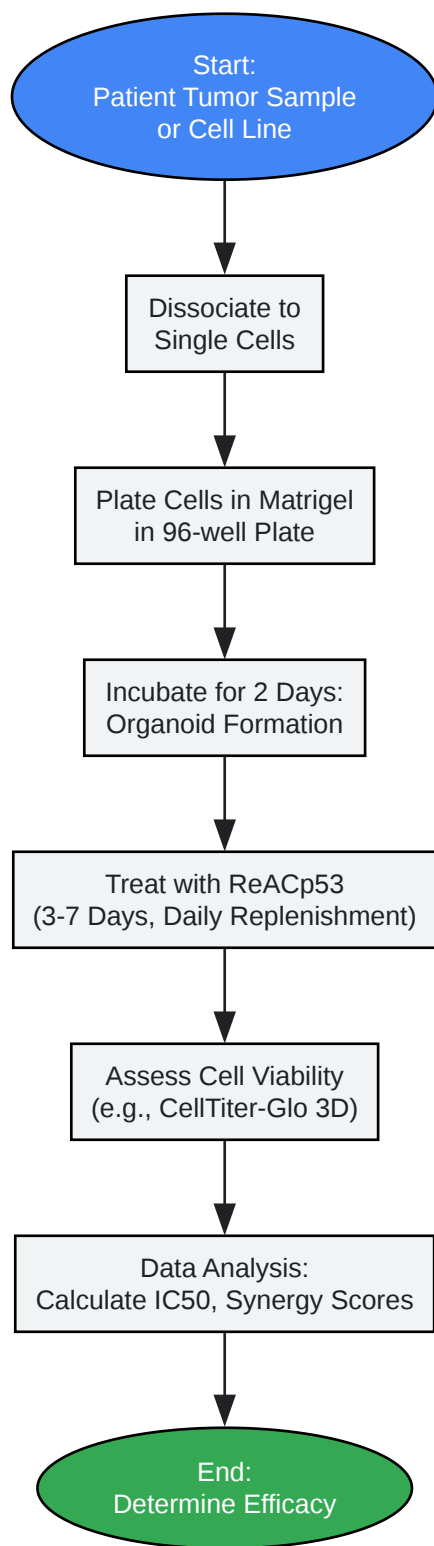 Start:
Patient Tumor Sample
or Cell Line
Dissociate to
Single Cells
Plate Cells in Matrigel
in 96-well Plate
Incubate for 2 Days:
Organoid Formation
Treat with ReACp53
(3-7 Days, Daily Replenishment)
Assess Cell Viability
(e.g., CellTiter-Glo 3D)
Data Analysis:
Calculate IC50, Synergy Scores
End:
Determine Efficacy